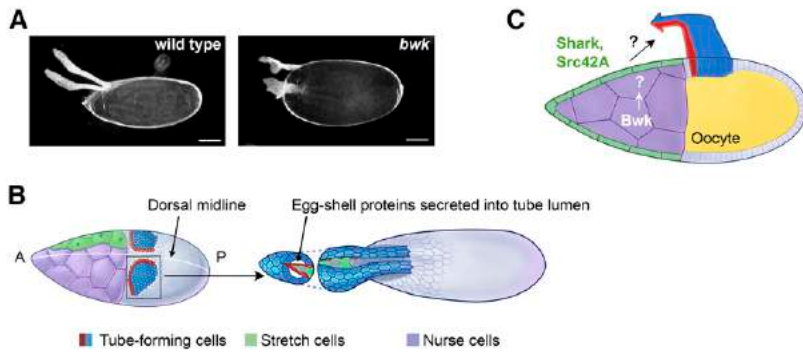 A
wild type
bwk
B
Dorsal midline
Egg-shell proteins secreted into tube lumen
A
P
Tube-forming cells
Stretch cells
Nurse cells
C
Shark,
Src42A
?
?
Bwk
Oocyte